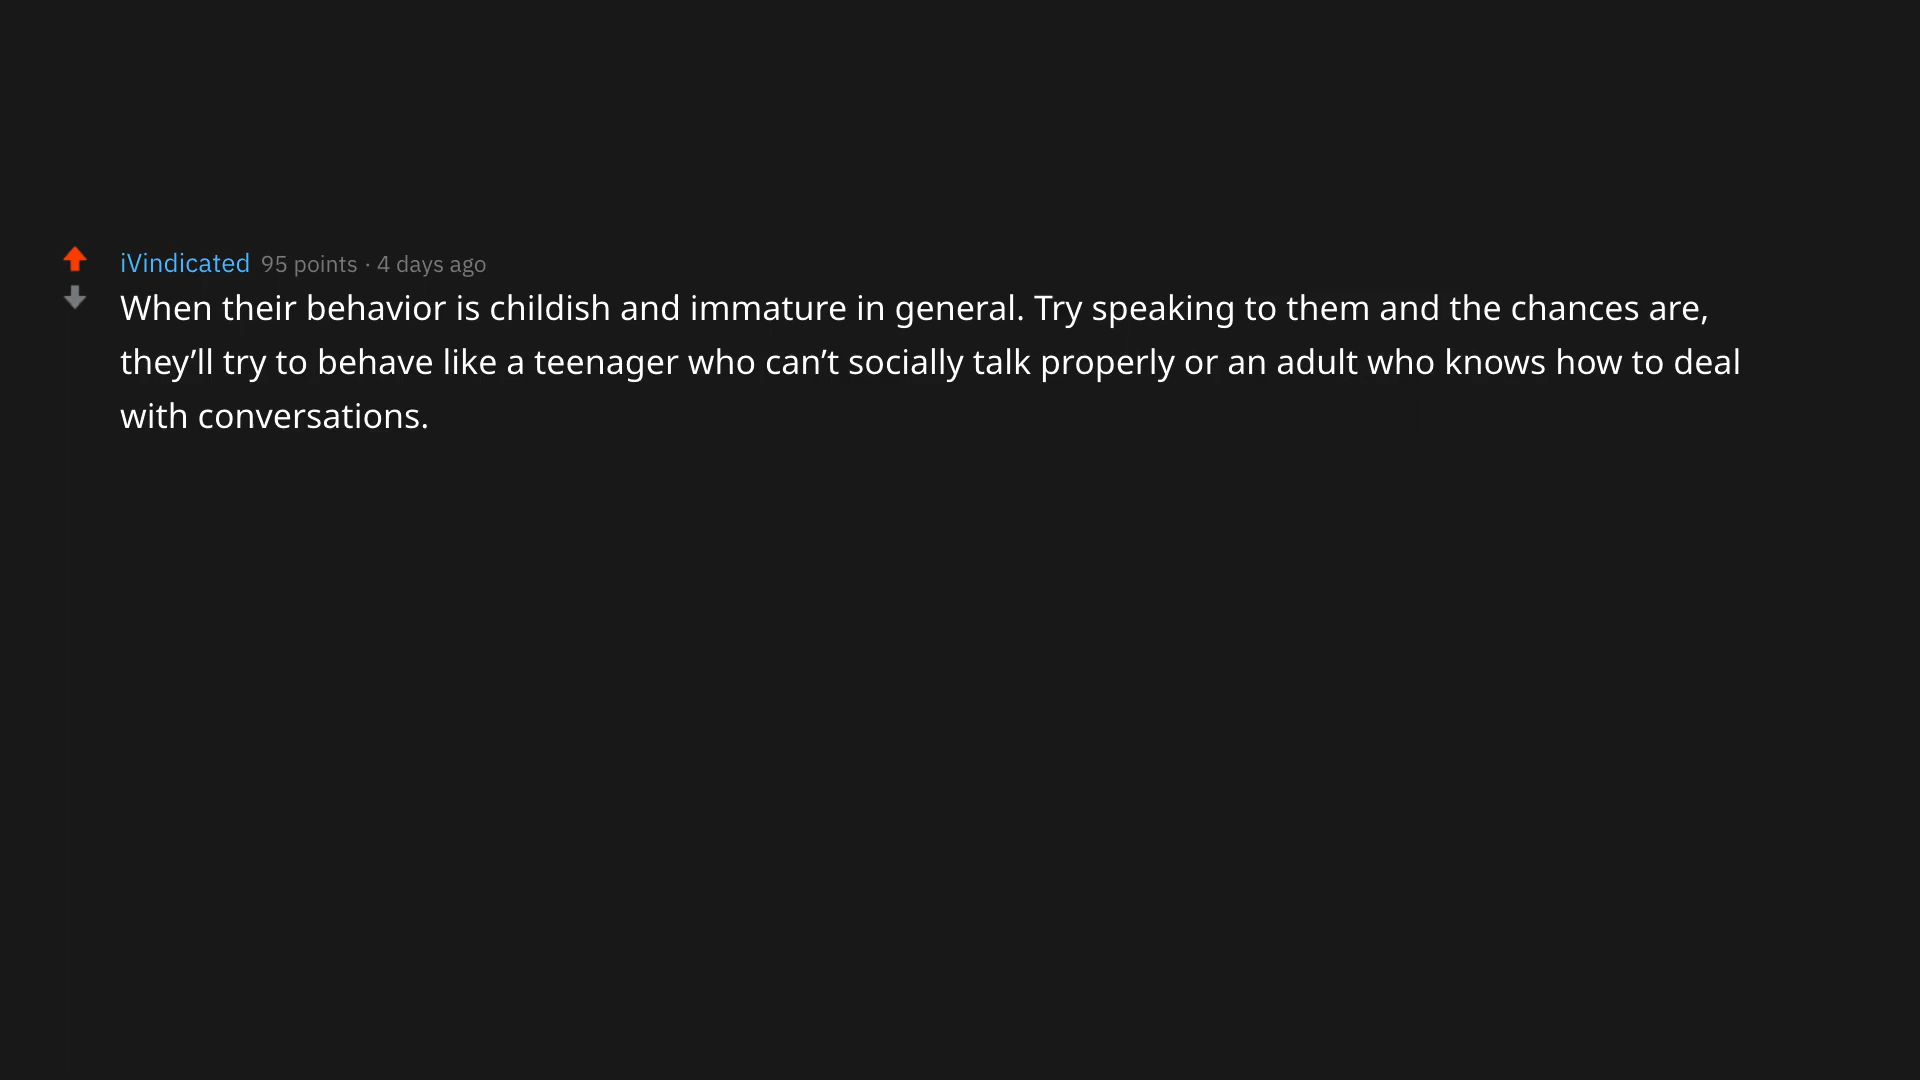 iVindicated 95 points · 4 days ago
When their behavior is childish and immature in general. Try speaking to them and the chances are,
they’ll try to behave like a teenager who can’t socially talk properly or an adult who knows how to deal
with conversations.